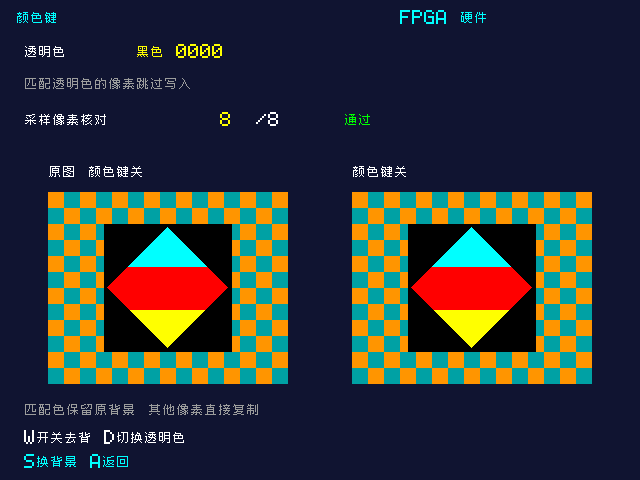 颜色键 FPGA 硬件
透明色 黑色 0000
匹配透明色的像素跳过写入
采样像素核对 8 /8 通过
原图 颜色键关 颜色键关
匹配色保留原背景 其他像素直接复制
W开关去背 D切换透明色
S换背景 A返回